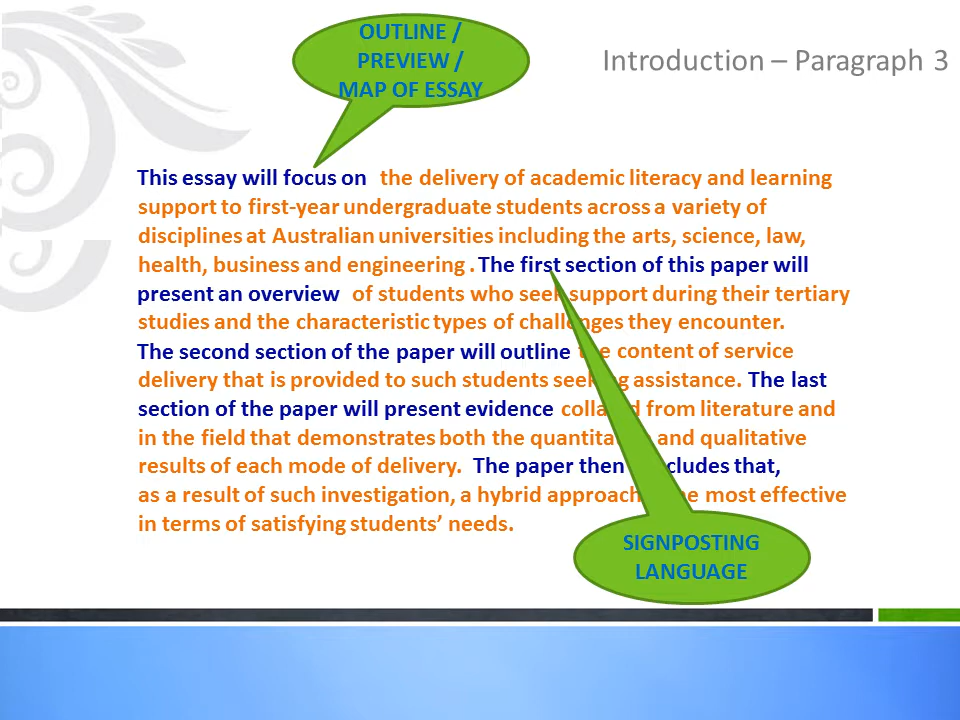 OUTLINE /
PREVIEW /
MAP OF ESSAY
Introduction – Paragraph 3
This essay will focus on the delivery of academic literacy and learning
support to first-year undergraduate students across a variety of
disciplines at Australian universities including the arts, science, law,
health, business and engineering . The first section of this paper will
present an overview of students who seek support during their tertiary
studies and the characteristic types of challenges they encounter.
The second section of the paper will outline the content of service
delivery that is provided to such students seeking assistance. The last
section of the paper will present evidence collated from literature and
in the field that demonstrates both the quantitative and qualitative
results of each mode of delivery. The paper then concludes that,
as a result of such investigation, a hybrid approach most effective
in terms of satisfying students’ needs.
SIGNPOSTING
LANGUAGE